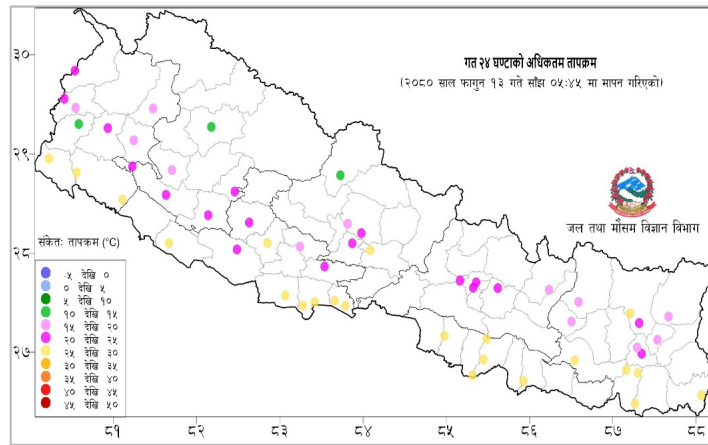 गत २४ घण्टाको अधिकतम तापक्रम
(२०८० साल फागुन १३ गते साँझ ०५:४५ मा मापन गरिएको)
जल तथा मौसम विज्ञान विभाग
३०
२९
२८
२७
संकेतः तापक्रम (°C)
-५ देखि ०
० देखि ५
५ देखि १०
१० देखि १५
१५ देखि २०
२० देखि २५
२५ देखि ३०
३० देखि ३५
३५ देखि ४०
४० देखि ४५
४५ देखि ५०
८१ ८२ ८३ ८४ ८५ ८६ ८७ ८८